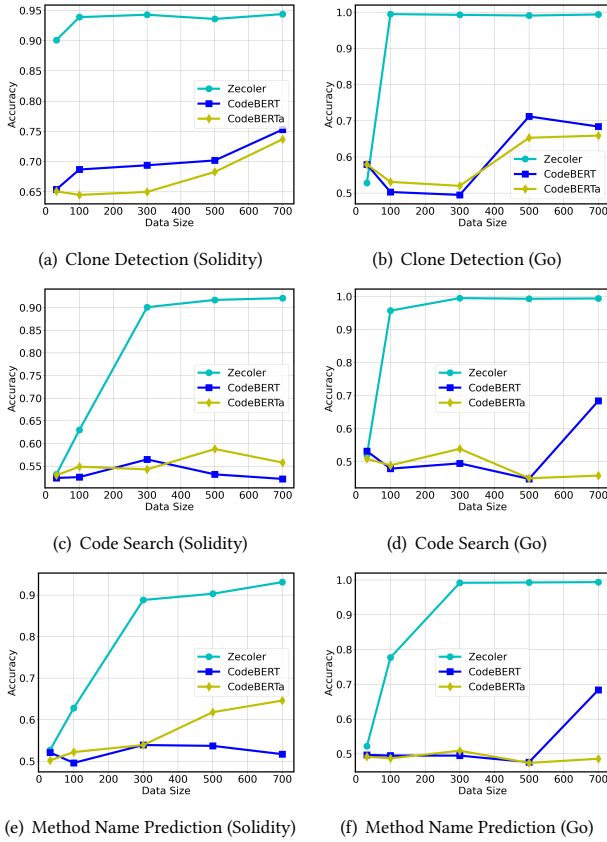 0.95
0.90
0.85
0.80
0.75
0.70
0.65
Accuracy
Zecoler
CodeBERT
CodeBERTa
0 100 200 300 400 500 600 700
Data Size
(a) Clone Detection (Solidity)
1.0
0.9
0.8
0.7
0.6
0.5
Accuracy
Zecoler
CodeBERT
CodeBERTa
0 100 200 300 400 500 600 700
Data Size
(b) Clone Detection (Go)
0.90
0.85
0.80
0.75
0.70
0.65
0.60
0.55
Accuracy
Zecoler
CodeBERT
CodeBERTa
0 100 200 300 400 500 600 700
Data Size
(c) Code Search (Solidity)
1.0
0.9
0.8
0.7
0.6
0.5
Accuracy
Zecoler
CodeBERT
CodeBERTa
0 100 200 300 400 500 600 700
Data Size
(d) Code Search (Go)
0.9
0.8
0.7
0.6
0.5
Accuracy
Zecoler
CodeBERT
CodeBERTa
0 100 200 300 400 500 600 700
Data Size
(e) Method Name Prediction (Solidity)
1.0
0.9
0.8
0.7
0.6
0.5
Accuracy
Zecoler
CodeBERT
CodeBERTa
0 100 200 300 400 500 600 700
Data Size
(f) Method Name Prediction (Go)